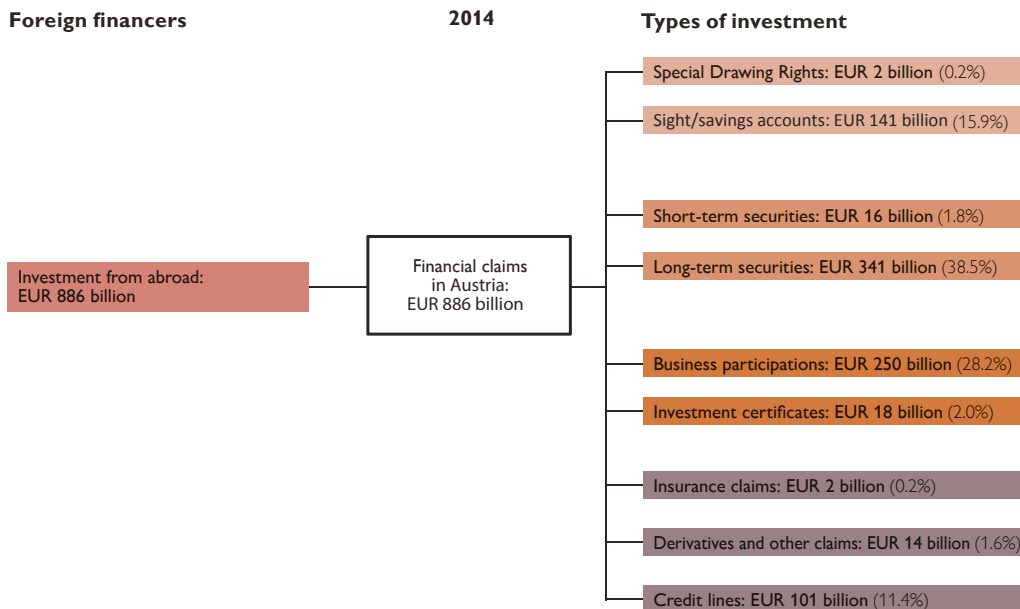 Foreign financers
2014
Types of investment
Special Drawing Rights: EUR 2 billion (0.2%)
Sight/savings accounts: EUR 141 billion (15.9%)
Short-term securities: EUR 16 billion (1.8%)
Long-term securities: EUR 341 billion (38.5%)
Investment from abroad:
EUR 886 billion
Financial claims
in Austria:
EUR 886 billion
Business participations: EUR 250 billion (28.2%)
Investment certificates: EUR 18 billion (2.0%)
Insurance claims: EUR 2 billion (0.2%)
Derivatives and other claims: EUR 14 billion (1.6%)
Credit lines: EUR 101 billion (11.4%)